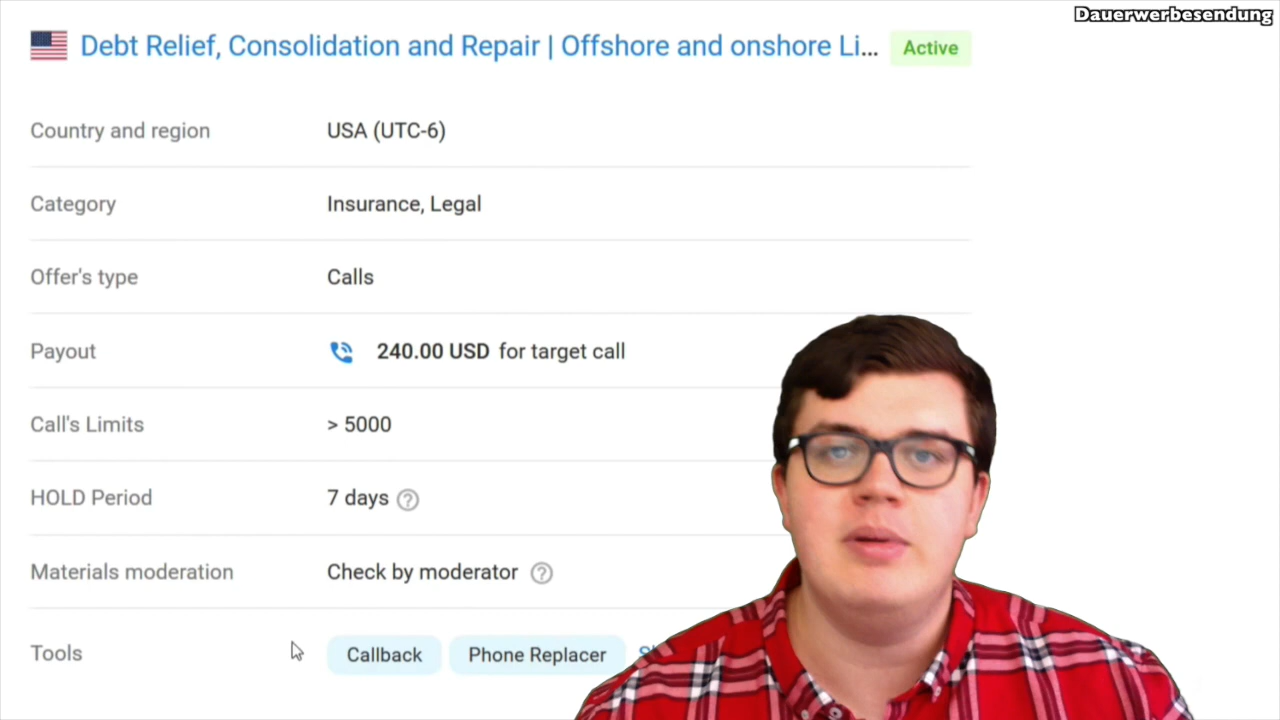 Dauerwerbesendung
Debt Relief, Consolidation and Repair | Offshore and onshore Li...
Active
Country and region
USA (UTC-6)
Category
Insurance, Legal
Offer's type
Calls
Payout
240.00 USD for target call
Call's Limits
> 5000
HOLD Period
7 days
Materials moderation
Check by moderator
Tools
Callback
Phone Replacer